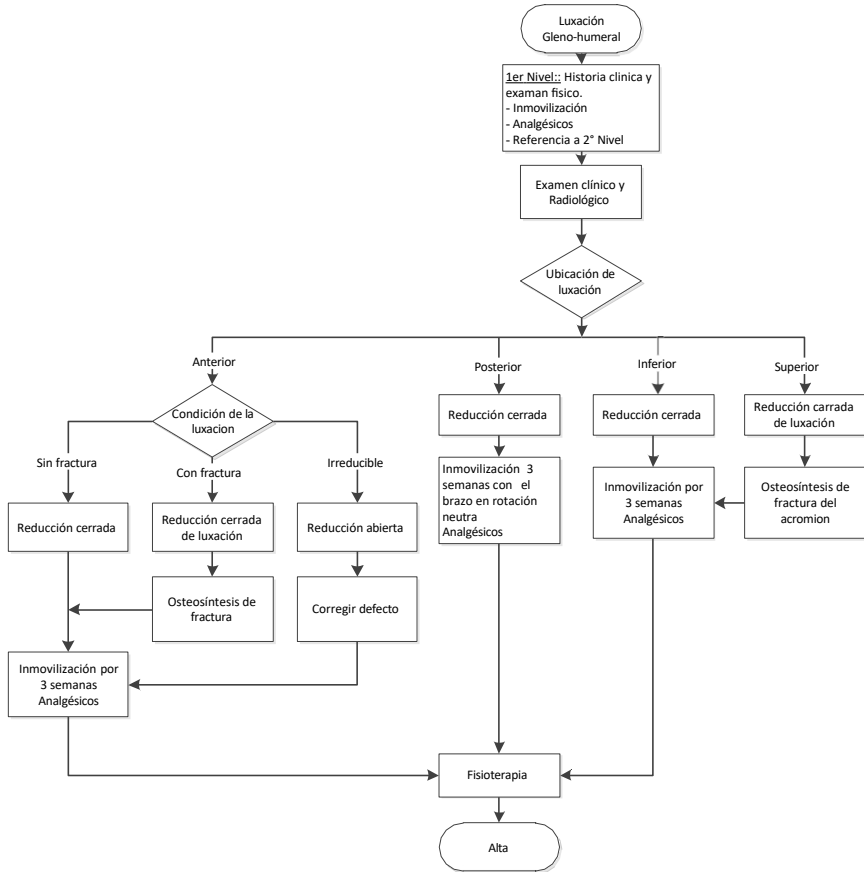 Luxación
Gleno-humeral
1er Nivel:: Historia clinica y
examan fisico.
- Inmovilización
- Analgésicos
- Referencia a 2° Nivel
Examen clínico y
Radiológico
Ubicación de
luxación
Anterior
Posterior
Inferior
Superior
Condición de la
luxacion
Reducción cerrada
Reducción cerrada
Reducción carrada
de luxación
Sin fractura
Con fractura
Irreducible
Inmovilización 3
semanas con el
brazo en rotación
neutra
Analgésicos
Inmovilización por
3 semanas
Analgésicos
Osteosíntesis de
fractura del
acromion
Reducción cerrada
Reducción cerrada
de luxación
Reducción abierta
Osteosíntesis de
fractura
Corregir defecto
Inmovilización por
3 semanas
Analgésicos
Fisioterapia
Alta